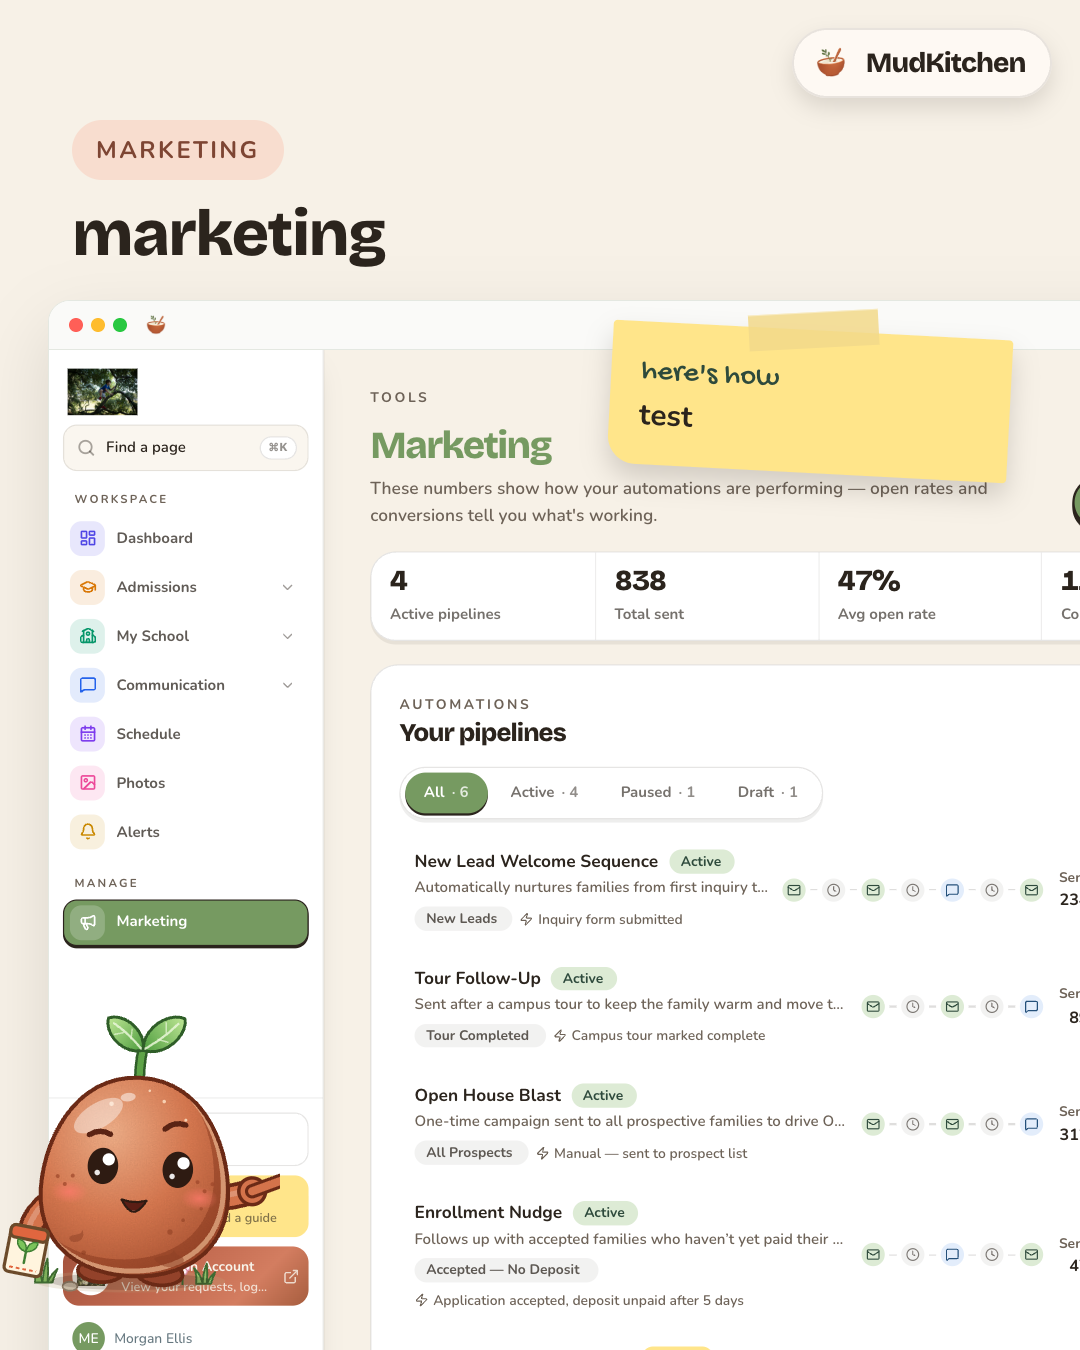 MudKitchen
MARKETING
marketing
here's how
test
TOOLS
Marketing
These numbers show how your automations are performing — open rates and
conversions tell you what's working.
Find a page
⌘K
WORKSPACE
Dashboard
Admissions
My School
Communication
Schedule
Photos
Alerts
MANAGE
Marketing
d a guide
Account
View your requests, log...
ME
Morgan Ellis
4
Active pipelines
838
Total sent
47%
Avg open rate
AUTOMATIONS
Your pipelines
All · 6
Active · 4
Paused · 1
Draft · 1
New Lead Welcome Sequence
Active
Automatically nurtures families from first inquiry t...
New Leads
Inquiry form submitted
Tour Follow-Up
Active
Sent after a campus tour to keep the family warm and move t...
Tour Completed
Campus tour marked complete
Open House Blast
Active
One-time campaign sent to all prospective families to drive O...
All Prospects
Manual — sent to prospect list
Enrollment Nudge
Active
Follows up with accepted families who haven't yet paid their ...
Accepted — No Deposit
Application accepted, deposit unpaid after 5 days